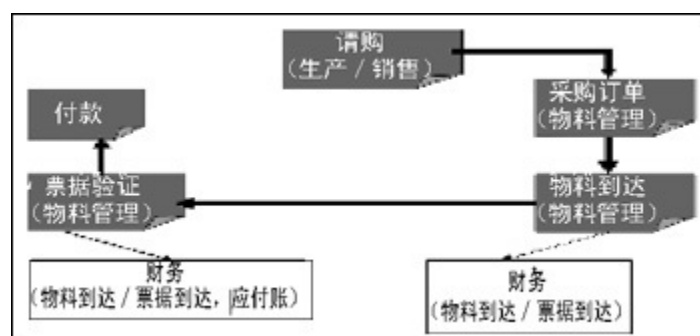 请购
（生产／销售）
采购订单
（物料管理）
付款
票据验证
（物料管理）
物料到达
（物料管理）
财务
（物料到达／票据到达，应付账）
财务
（物料到达／票据到达）